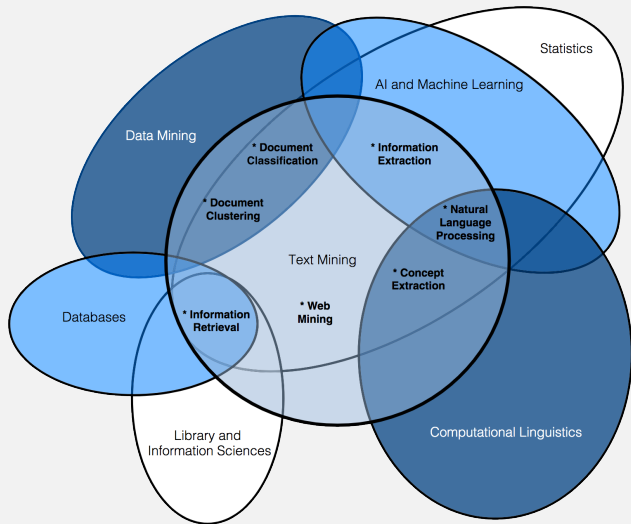 Statistics
AI and Machine Learning
Data Mining
* Document
Classification
* Information
Extraction
* Document
Clustering
* Natural
Language
Processing
Text Mining
* Concept
Extraction
* Web
Mining
Databases
* Information
Retrieval
Library and
Information Sciences
Computational Linguistics